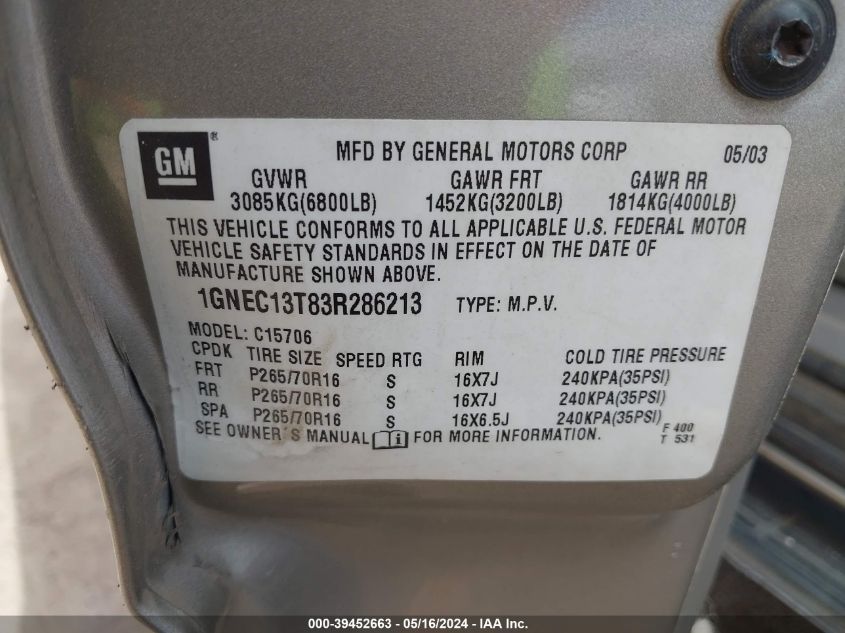 GM ® MFD BY GENERAL MOTORS CORP 05/03
GVWR GAWR FRT GAWR RR
3085KG(6800LB) 1452KG(3200LB) 1814KG(4000LB)
THIS VEHICLE CONFORMS TO ALL APPLICABLE U.S. FEDERAL MOTOR
VEHICLE SAFETY STANDARDS IN EFFECT ON THE DATE OF
MANUFACTURE SHOWN ABOVE.
1GNEC13T83R286213 TYPE: M.P.V.
MODEL: C15706
CPDK TIRE SIZE SPEED RTG RIM COLD TIRE PRESSURE
FRT P265/70R16 S 16X7J 240KPA(35PSI)
RR P265/70R16 S 16X7J 240KPA(35PSI)
SPA P265/70R16 S 16X6.5J 240KPA(35PSI)
SEE OWNER'S MANUAL i FOR MORE INFORMATION. F 400
T 531
000-39452663 - 05/16/2024 - IAA Inc.